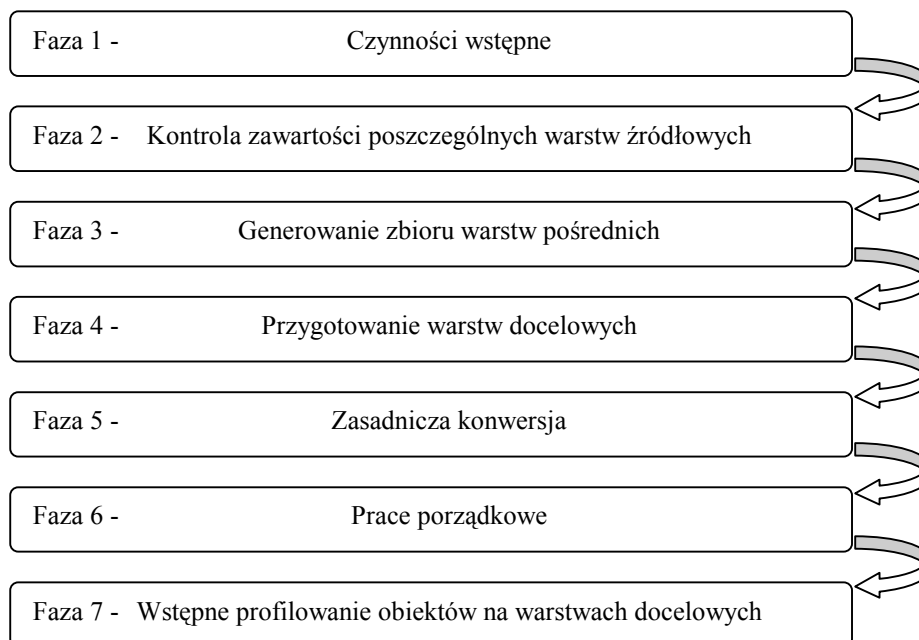 Faza 1 - Czynności wstępne
Faza 2 - Kontrola zawartości poszczególnych warstw źródłowych
Faza 3 - Generowanie zbioru warstw pośrednich
Faza 4 - Przygotowanie warstw docelowych
Faza 5 - Zasadnicza konwersja
Faza 6 - Prace porządkowe
Faza 7 - Wstępne profilowanie obiektów na warstwach docelowych